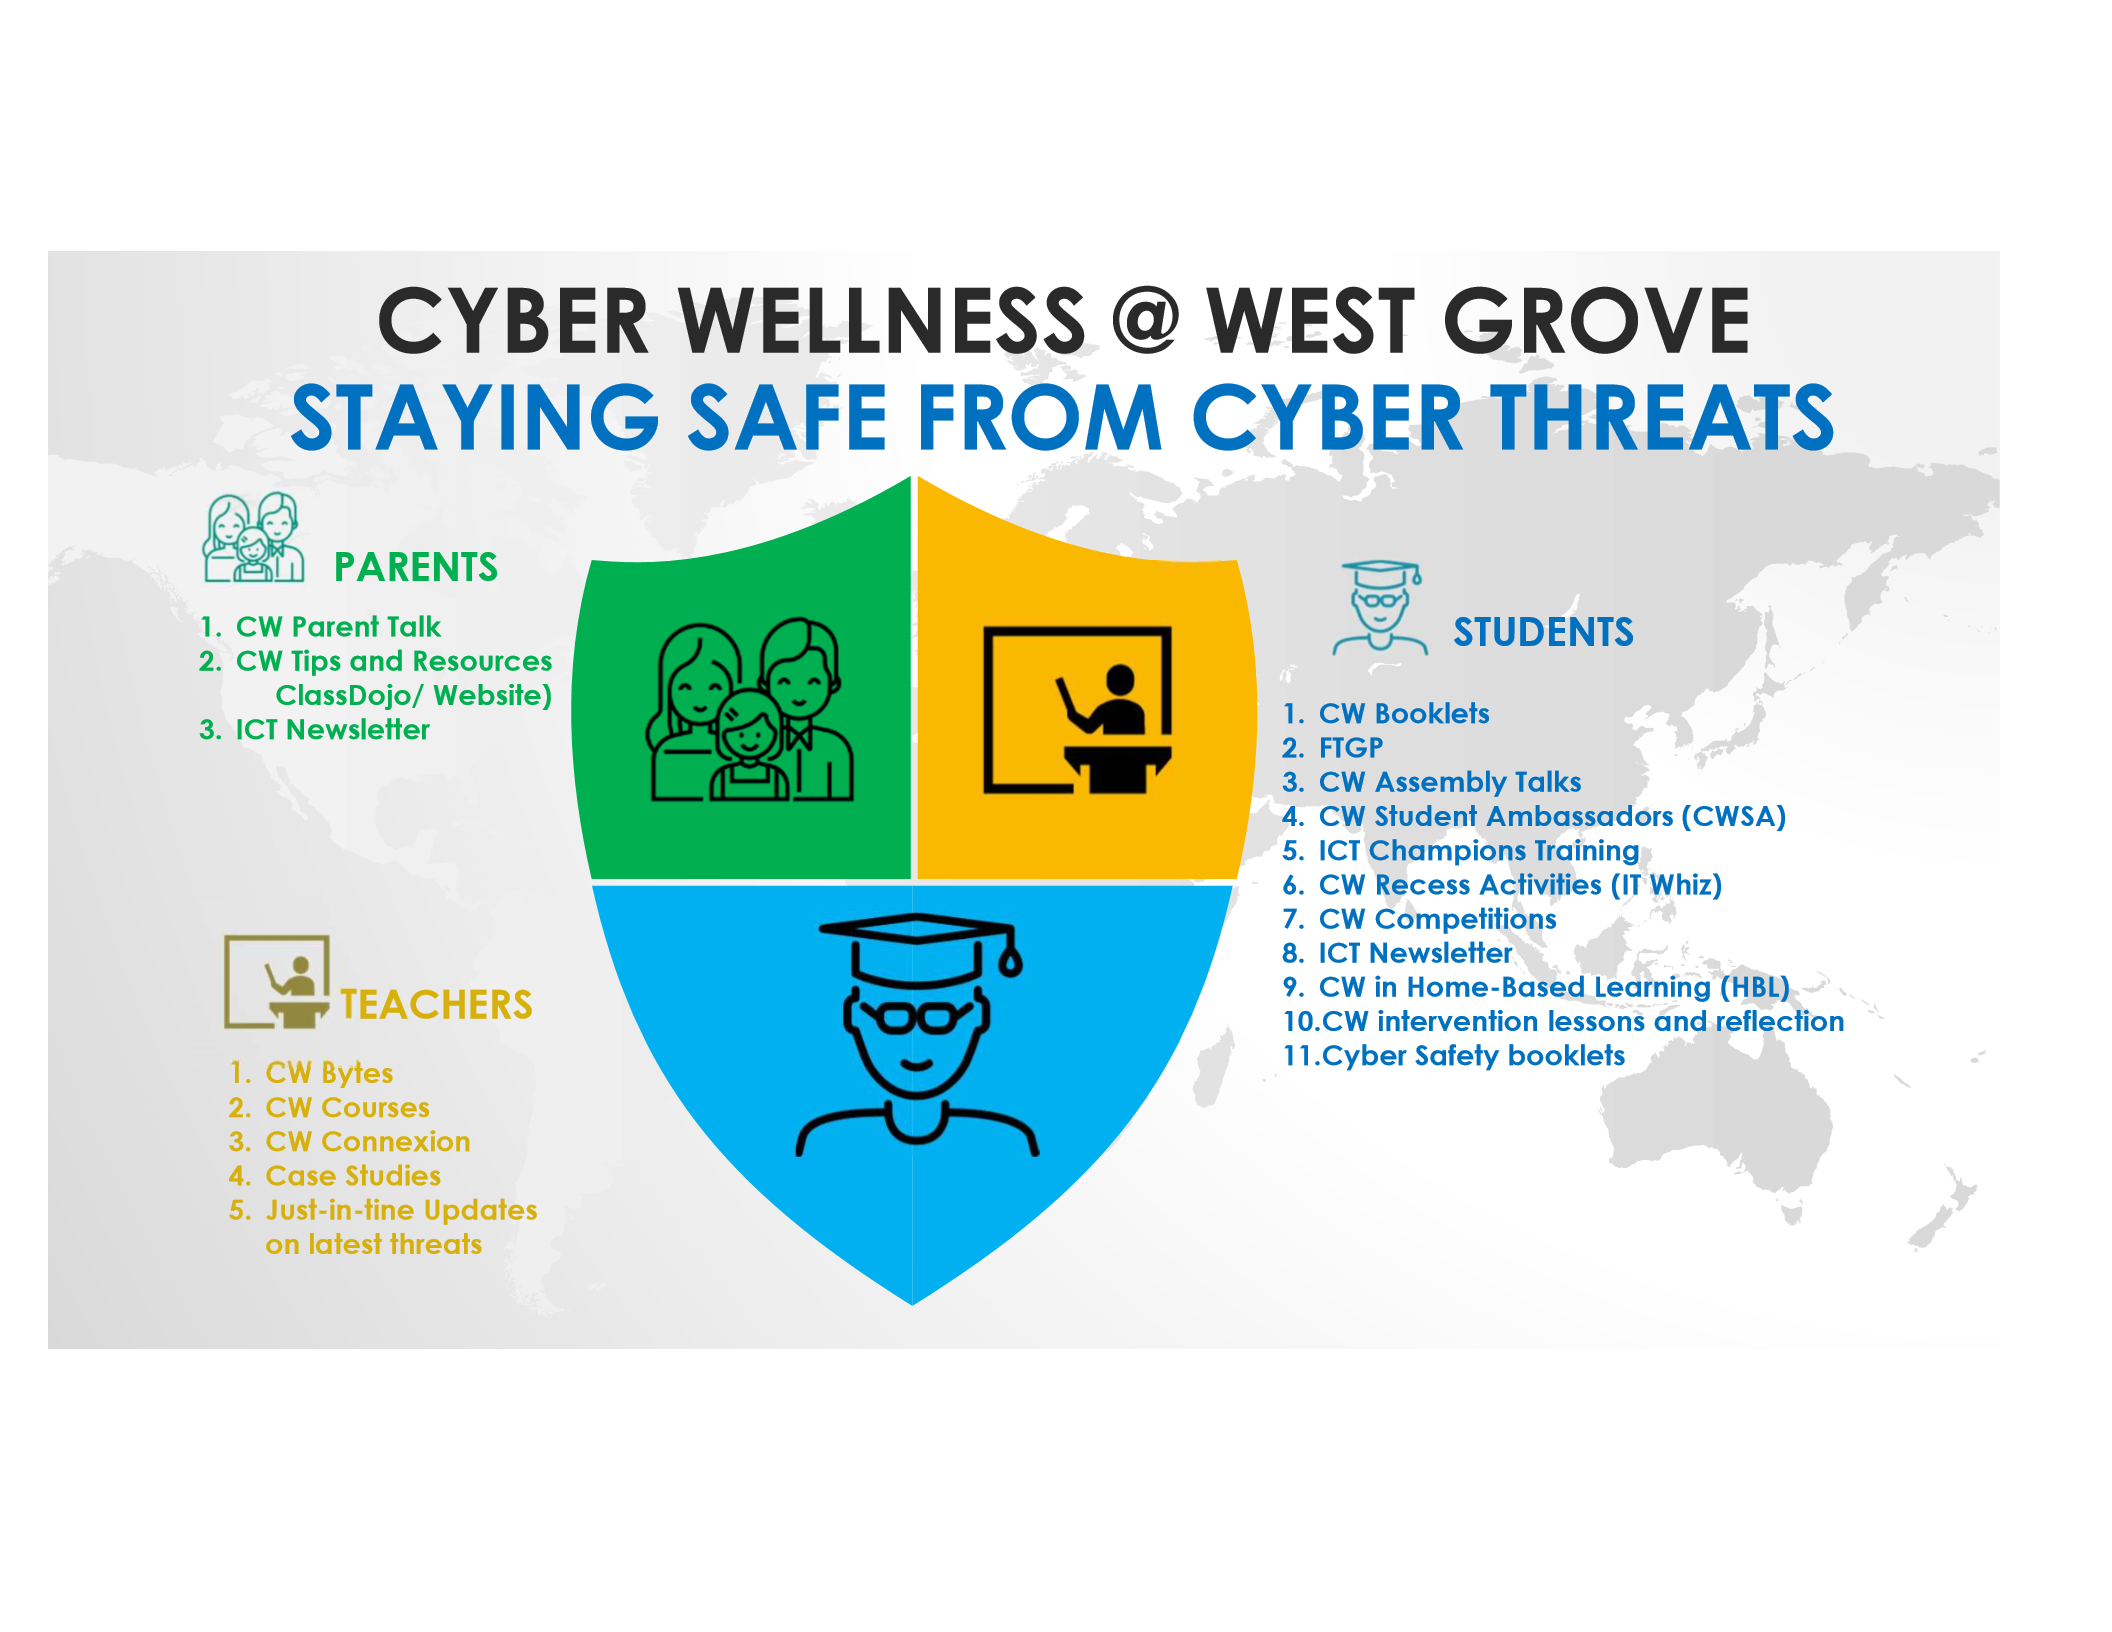 CYBER WELLNESS @ WEST GROVE
STAYING SAFE FROM CYBER THREATS
PARENTS
1. CW Parent Talk
2. CW Tips and Resources
ClassDojo/ Website)
3. ICT Newsletter
TEACHERS
1. CW Bytes
2. CW Courses
3. CW Connexion
4. Case Studies
5. Just-in-tine Updates
on latest threats
STUDENTS
1. CW Booklets
2. FTGP
3. CW Assembly Talks
4. CW Student Ambassadors (CWSA)
5. ICT Champions Training
6. CW Recess Activities (IT Whiz)
7. CW Competitions
8. ICT Newsletter
9. CW in Home-Based Learning (HBL)
10.CW intervention lessons and reflection
11.Cyber Safety booklets